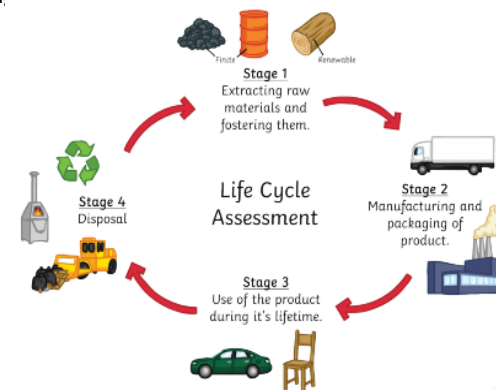 Finite
Renewable
Stage 1
Extracting raw
materials and
fostering them.
Life Cycle
Assessment
Stage 2
Manufacturing and
packaging of
product.
Stage 4
Disposal
Stage 3
Use of the product
during it's lifetime.